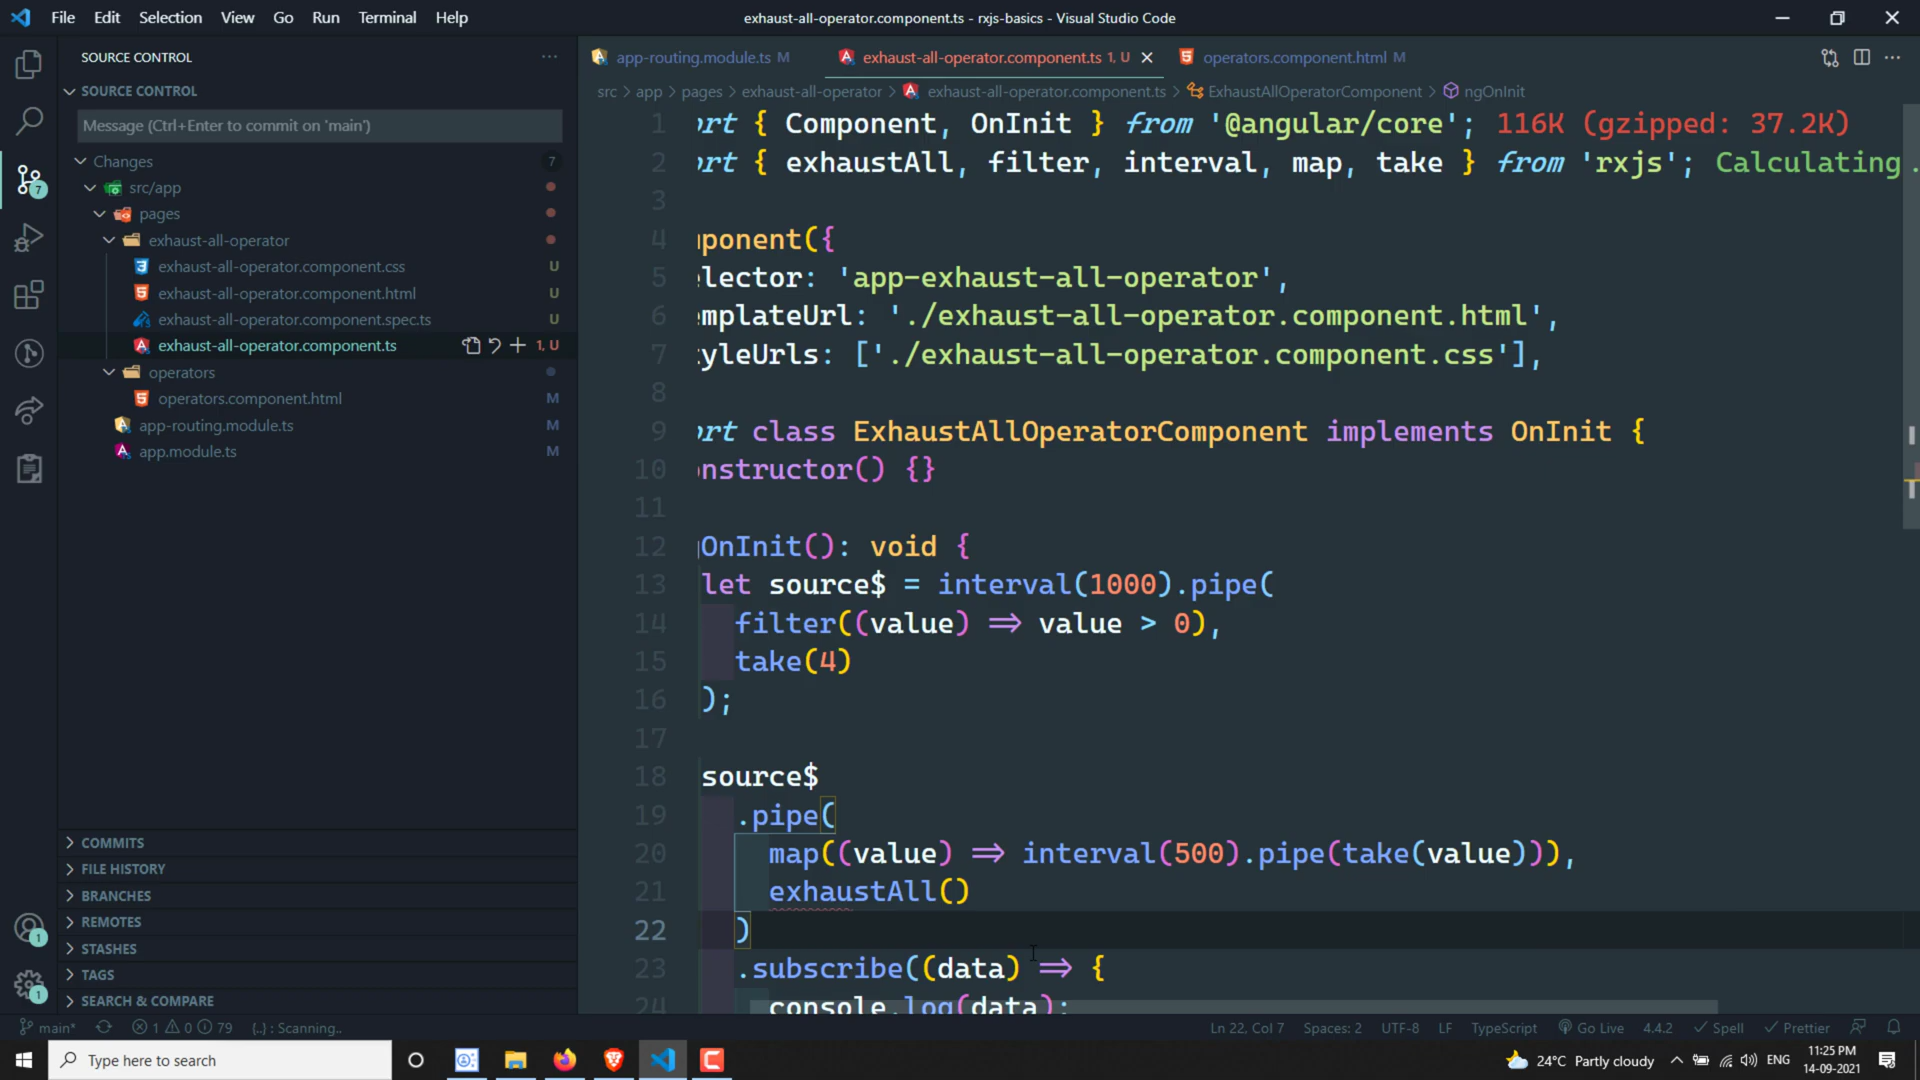 File Edit Selection View Go Run Terminal Help
exhaust-all-operator.component.ts - rxjs-basics - Visual Studio Code
SOURCE CONTROL
SOURCE CONTROL
Message (Ctrl+Enter to commit on 'main')
Changes 7
src/app
pages
exhaust-all-operator
exhaust-all-operator.component.css U
exhaust-all-operator.component.html U
exhaust-all-operator.component.spec.ts U
exhaust-all-operator.component.ts 1, U
operators
operators.component.html M
app-routing.module.ts M
app.module.ts M
COMMITS
FILE HISTORY
BRANCHES
REMOTES
STASHES
TAGS
SEARCH & COMPARE
7
1
1
app-routing.module.ts M
exhaust-all-operator.component.ts 1, U
operators.component.html M
src > app > pages > exhaust-all-operator > exhaust-all-operator.component.ts > ExhaustAllOperatorComponent > ngOnInit
1 ort { Component, OnInit } from '@angular/core'; 116K (gzipped: 37.2K)
2 ort { exhaustAll, filter, interval, map, take } from 'rxjs'; Calculating.
3
4 ponent({
5 lector: 'app-exhaust-all-operator',
6 mplateUrl: './exhaust-all-operator.component.html',
7 yleUrls: ['./exhaust-all-operator.component.css'],
8
9 ort class ExhaustAllOperatorComponent implements OnInit {
10 nstructor() {}
11
12 OnInit(): void {
13 let source$ = interval(1000).pipe(
14 filter((value) => value > 0),
15 take(4)
16 );
17
18 source$
19 .pipe(
20 map((value) => interval(500).pipe(take(value))),
21 exhaustAll()
22 )
23 .subscribe((data) => {
24 console.log(data);
main* 1 0 79 {..} : Scanning..
Ln 22, Col 7 Spaces: 2 UTF-8 LF TypeScript Go Live 4.4.2 Spell Prettier
Type here to search
24°C Partly cloudy ENG
11:25 PM
14-09-2021